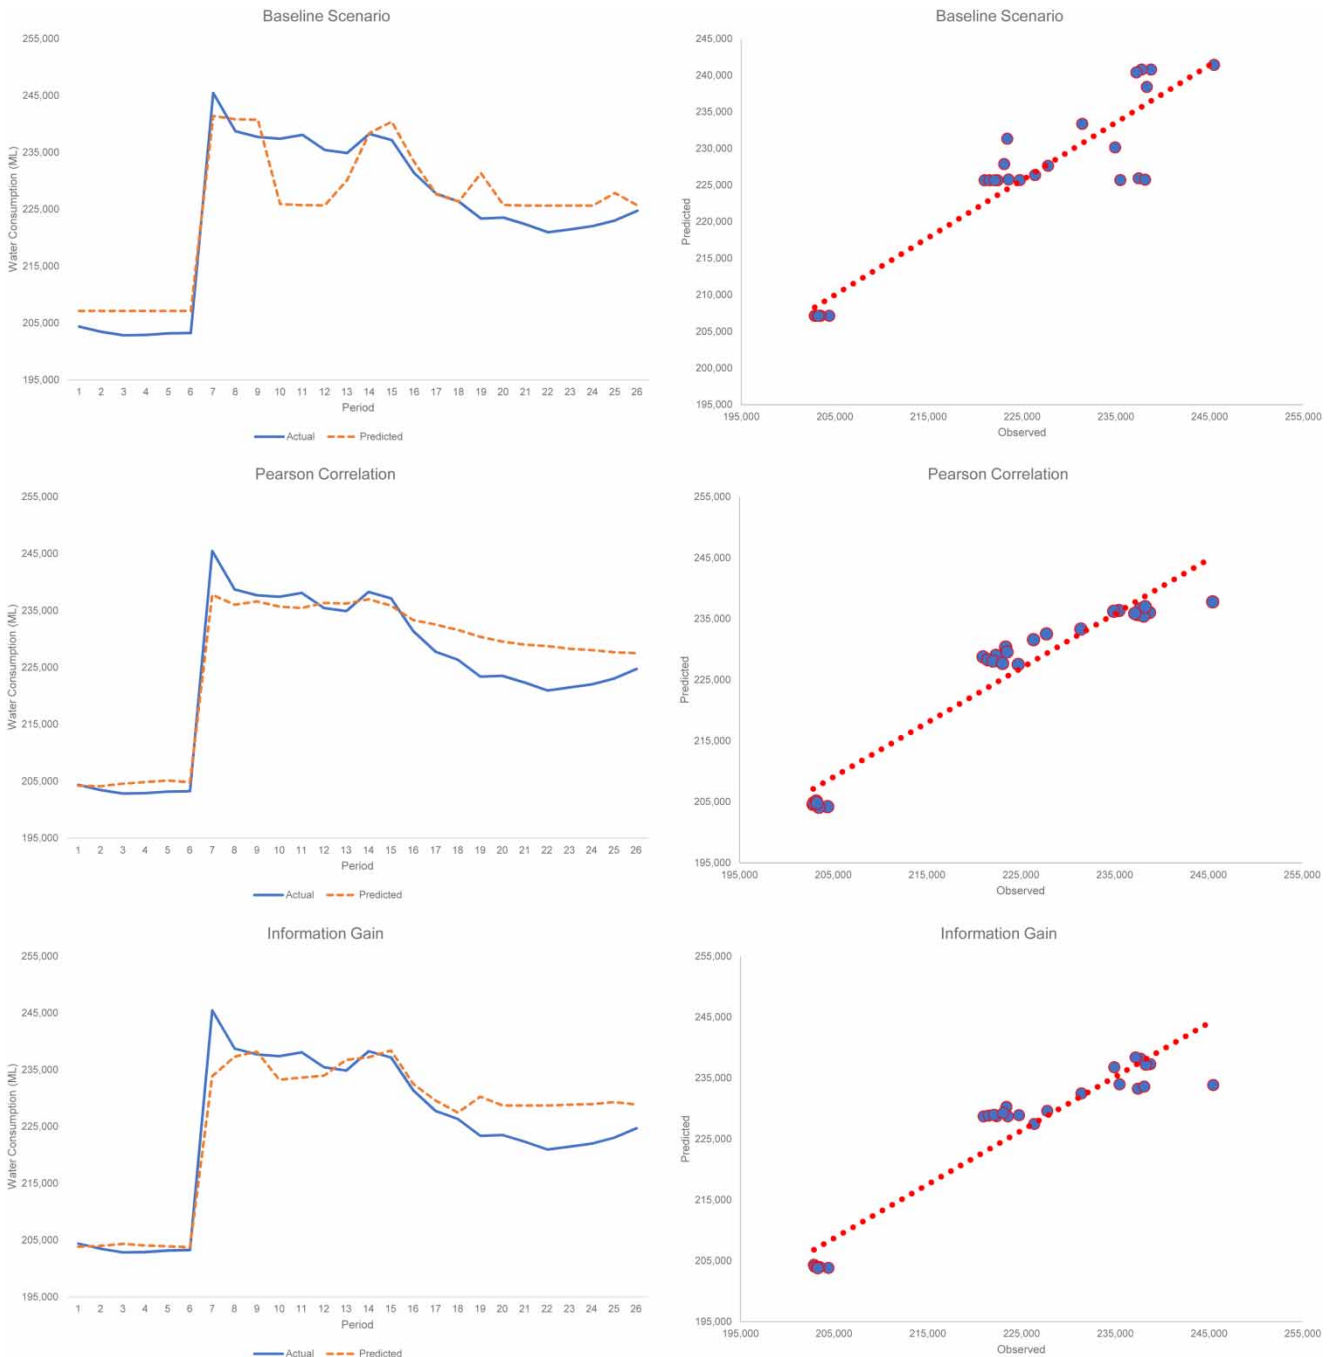 Baseline Scenario
255,000
245,000
235,000
225,000
215,000
205,000
195,000
Water Consumption (ML)
1 2 3 4 5 6 7 8 9 10 11 12 13 14 15 16 17 18 19 20 21 22 23 24 25 26
Period
Actual Predicted
Baseline Scenario
245,000
240,000
235,000
230,000
225,000
220,000
215,000
210,000
205,000
200,000
195,000
Predicted
195,000 205,000 215,000 225,000 235,000 245,000 255,000
Observed
Pearson Correlation
255,000
245,000
235,000
225,000
215,000
205,000
195,000
Water Consumption (ML)
1 2 3 4 5 6 7 8 9 10 11 12 13 14 15 16 17 18 19 20 21 22 23 24 25 26
Period
Actual Predicted
Pearson Correlation
255,000
245,000
235,000
225,000
215,000
205,000
195,000
Predicted
195,000 205,000 215,000 225,000 235,000 245,000 255,000
Observed
Information Gain
255,000
245,000
235,000
225,000
215,000
205,000
195,000
Water Consumption (ML)
1 2 3 4 5 6 7 8 9 10 11 12 13 14 15 16 17 18 19 20 21 22 23 24 25 26
Period
Actual Predicted
Information Gain
255,000
245,000
235,000
225,000
215,000
205,000
195,000
Predicted
195,000 205,000 215,000 225,000 235,000 245,000 255,000
Observed